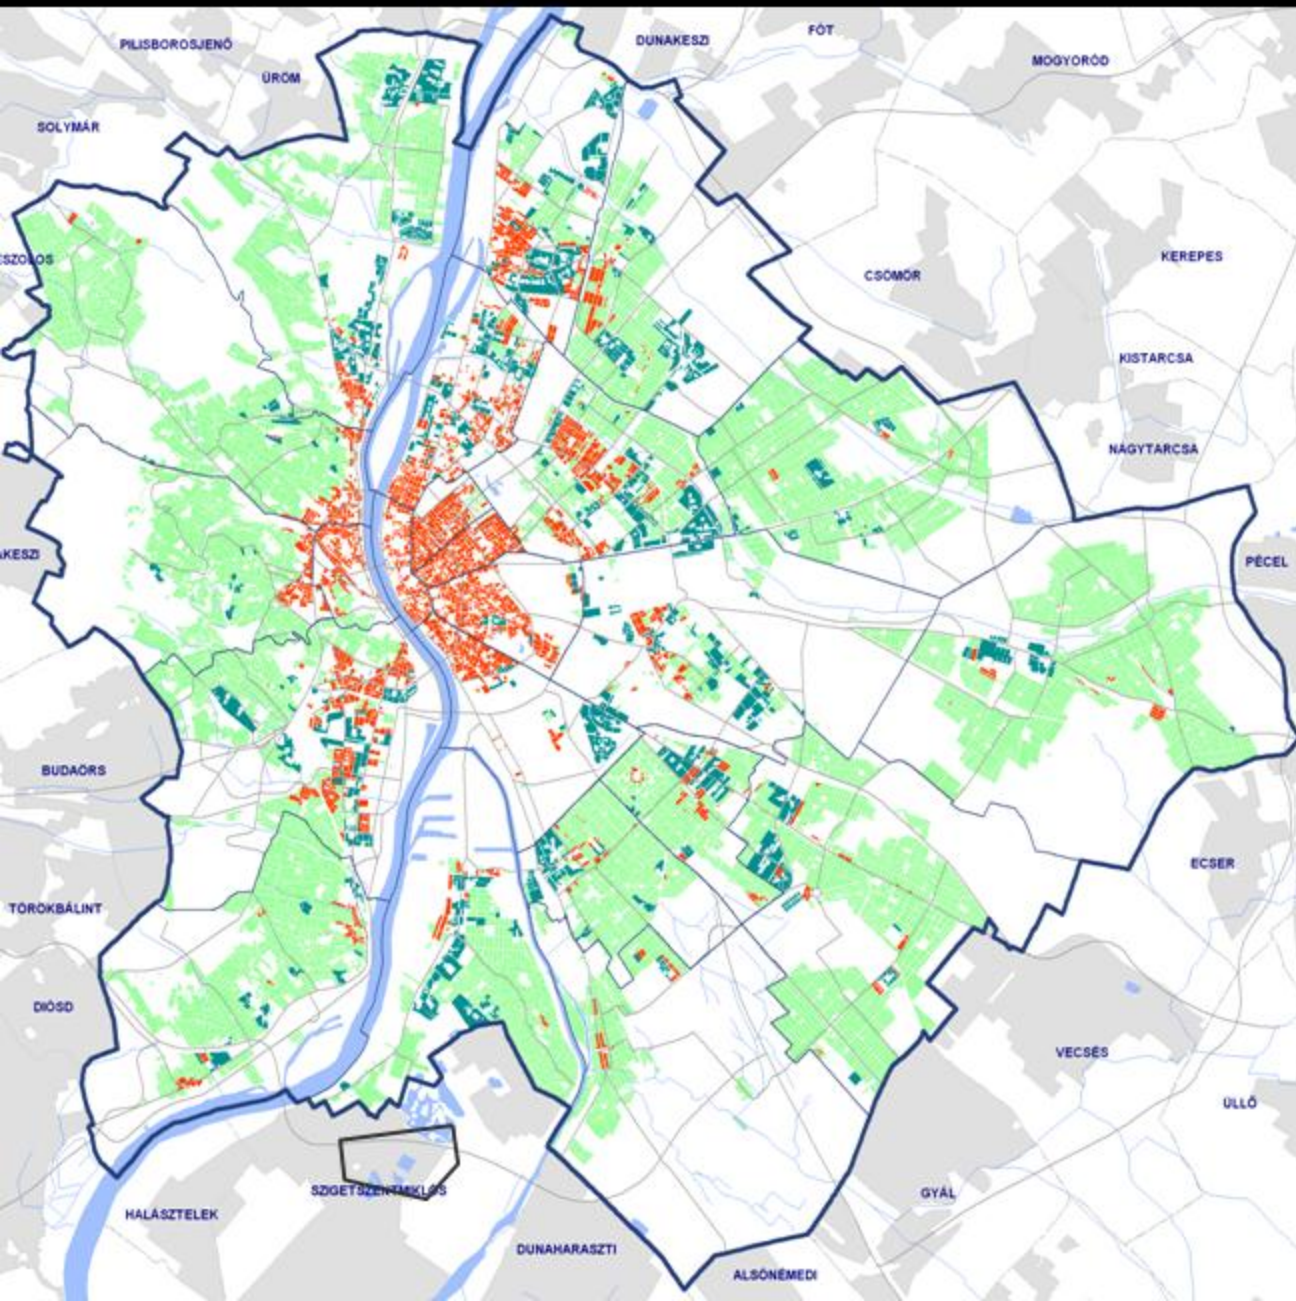 FÓT
DUNAKESZI
PILISBOROSJENŐ
MOGYORÓD
ÜRÖM
SOLYMÁR
KEREPES
CSÖMÖR
KISTARCSA
NAGYTARCSA
PÉCEL
BUDAÖRS
ECSER
TÖRÖKBÁLINT
DIÓSD
VECSÉS
ÜLLŐ
SZIGETSZENTMIKLÓS
GYÁL
HALÁSZTELEK
DUNAHARASZTI
ALSÓNÉMEDI